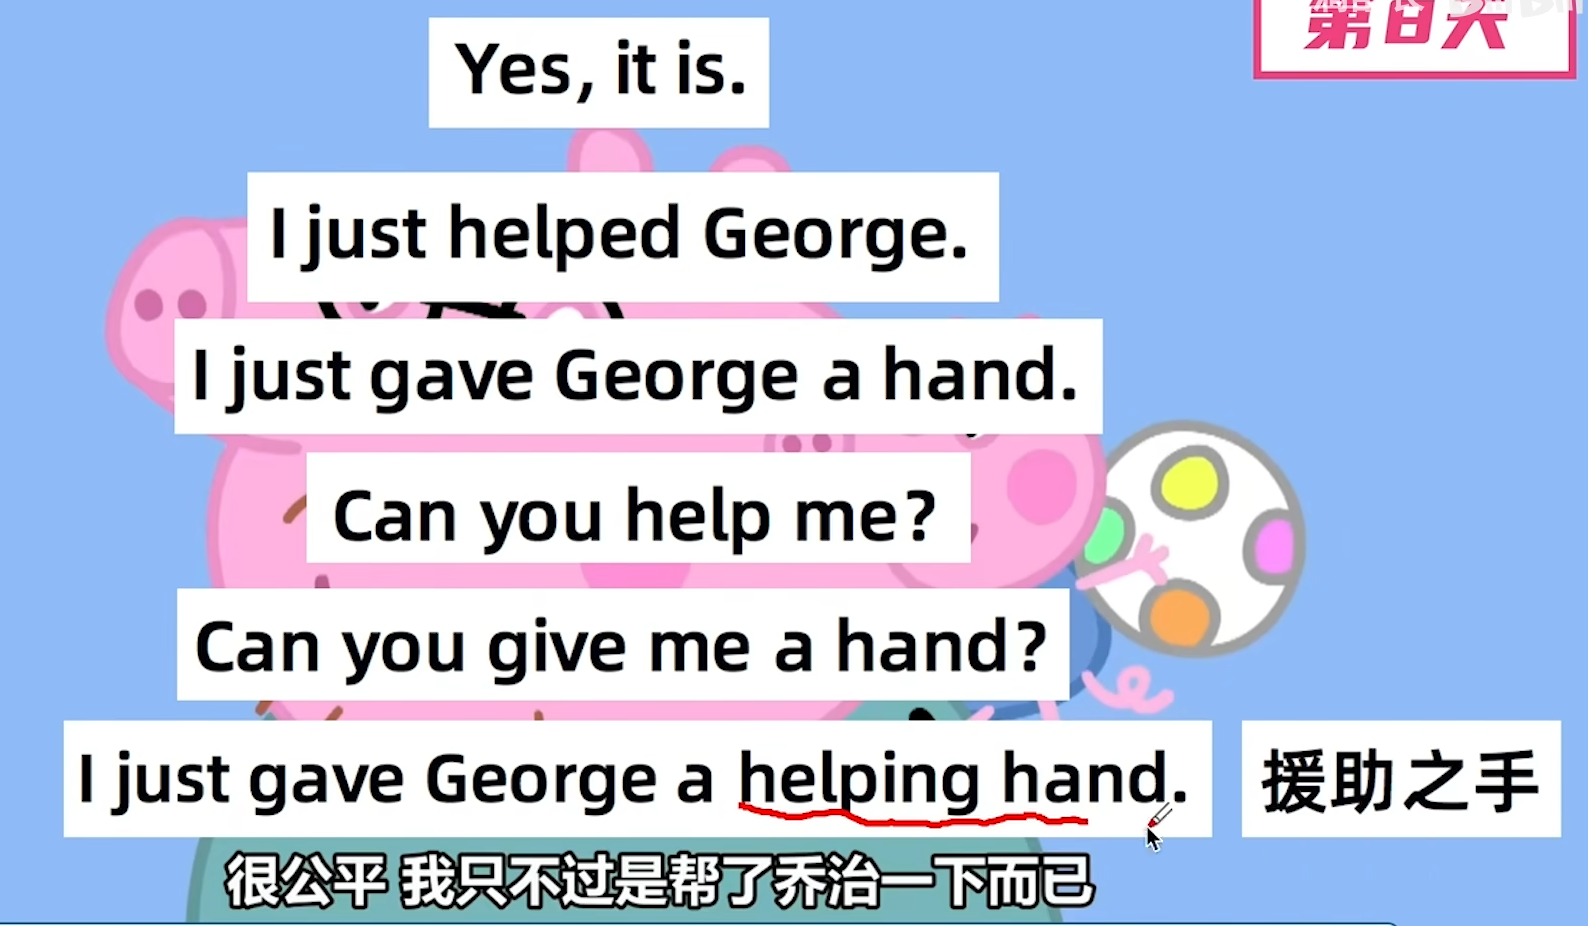 第8天
Yes, it is.
I just helped George.
I just gave George a hand.
Can you help me?
Can you give me a hand?
I just gave George a helping hand.
援助之手
很公平 我只不过是帮了乔治一下而已